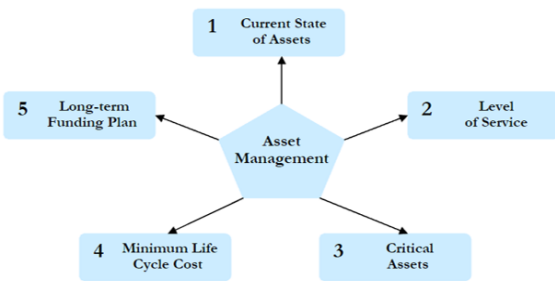 1 Current State
of Assets
5 Long-term
Funding Plan
2 Level
of Service
Asset
Management
4 Minimum Life
Cycle Cost
3 Critical
Assets